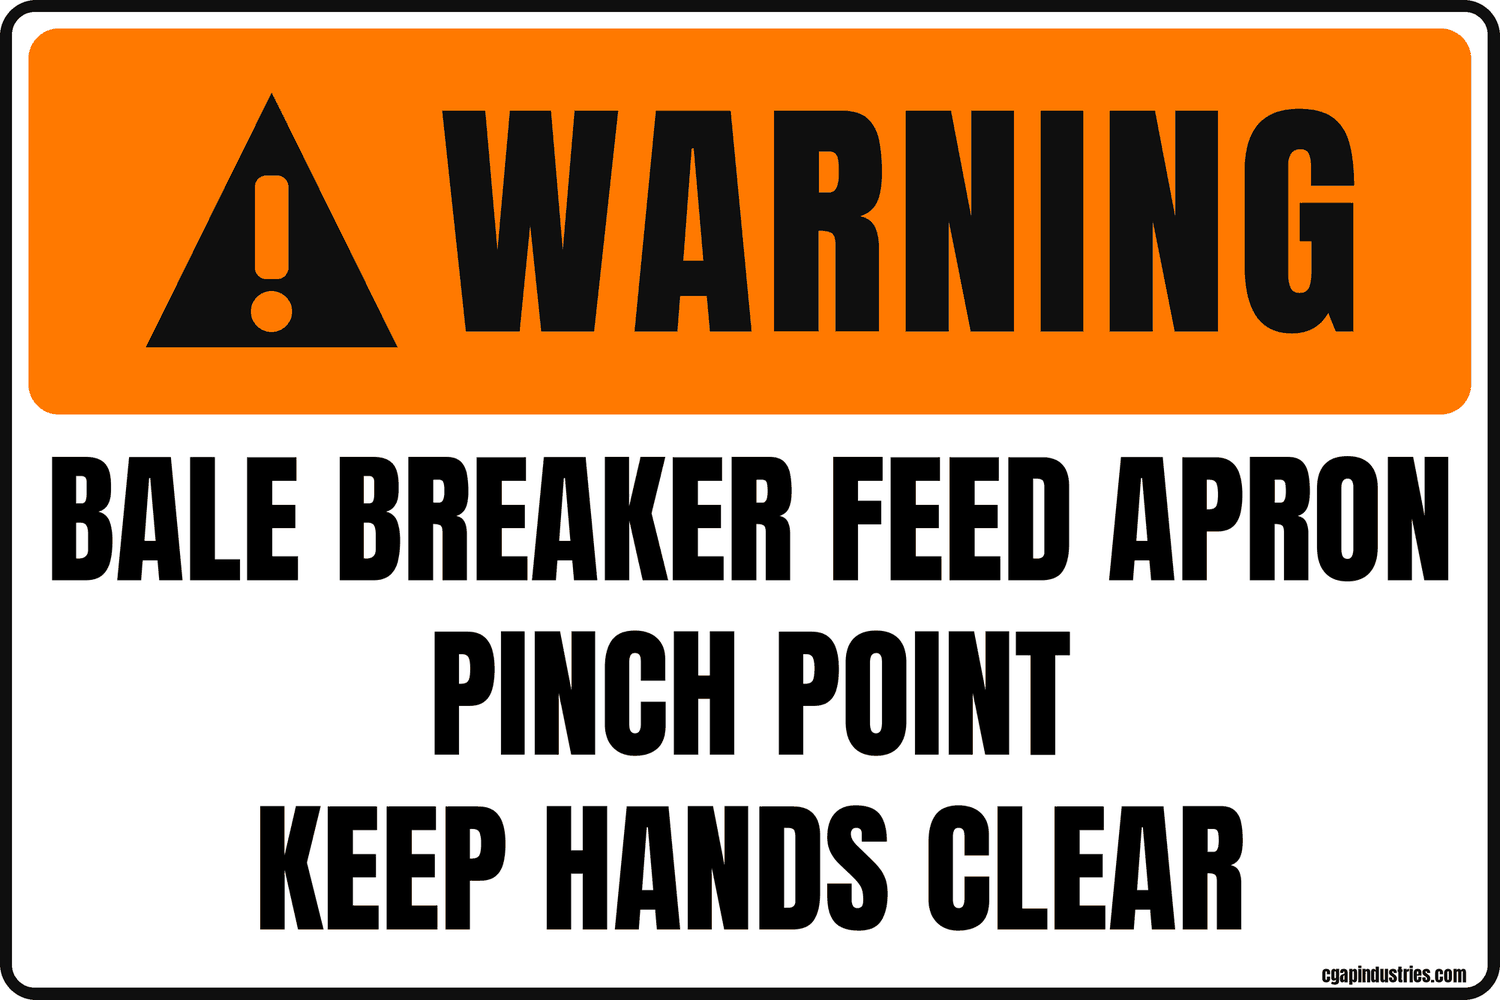 WARNING
BALE BREAKER FEED APRON
PINCH POINT
KEEP HANDS CLEAR
cgapindustries.com